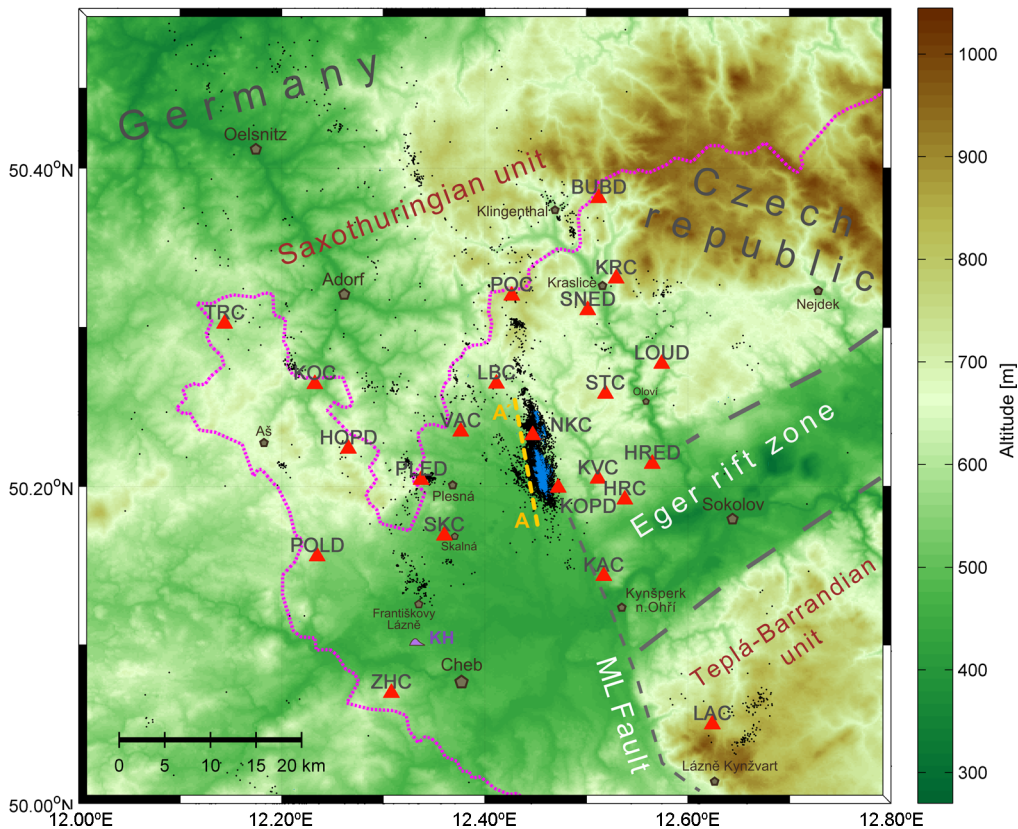 Germany
Oelsnitz
Saxothuringian unit
BUBD
Klingenthal
Czech
republic
KRC
Kraslice
POC
SNED
Nejdek
Adorf
TRC
LOUD
KOC
LBC
STC
Oloví
Aš
A'
NKC
VAC
HOPD
HRED
Eger rift zone
PLED
KVC
Plesná
HRC
KOPD
Sokolov
A
SKC
Skalná
POLD
KAC
Kynšperk
n.Ohří
Františkovy
Lázně
KH
Teplá-Barrandian
unit
Cheb
ML Fault
ZHC
LAC
Lázně Kynžvart
0 5 10 15 20 km
50.40°N
50.20°N
50.00°N
12.00°E 12.20°E 12.40°E 12.60°E 12.80°E
1000
900
800
700
600
500
400
300
Altitude [m]